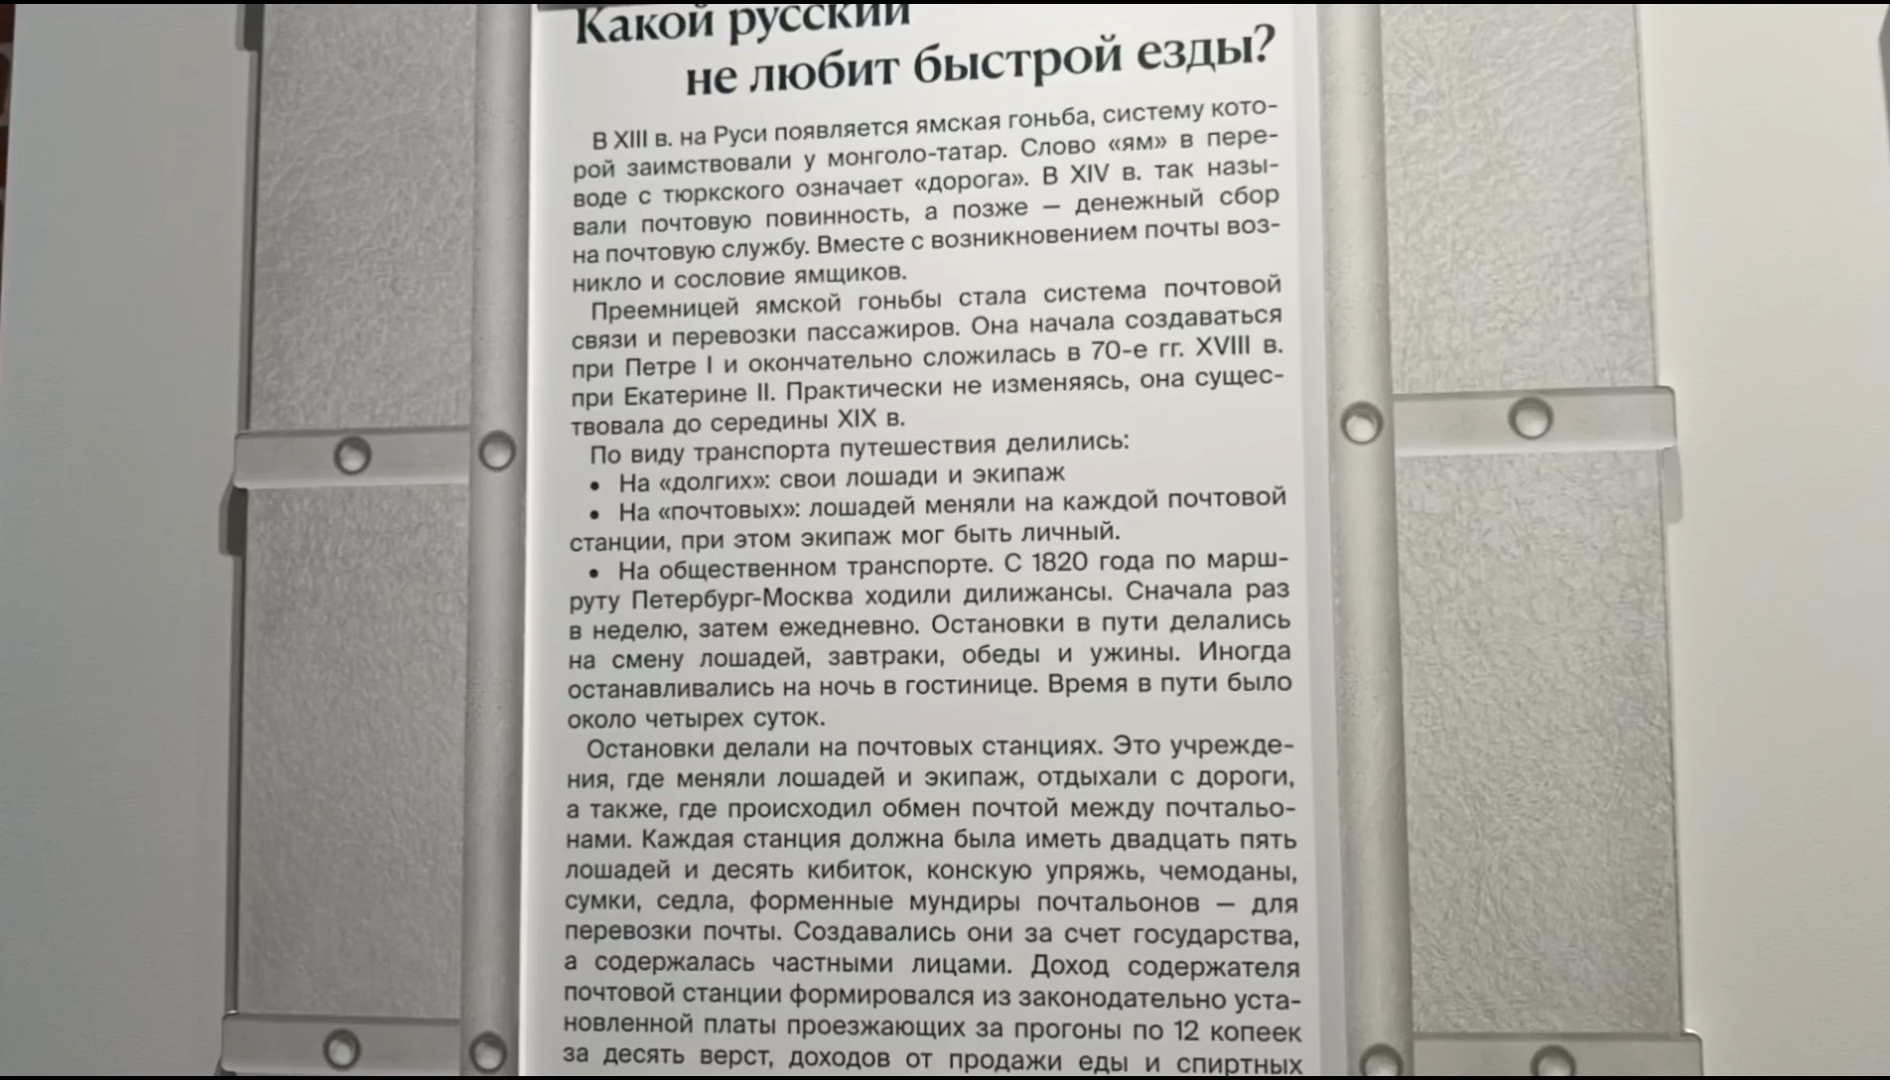 Какой русский
не любит быстрой езды?
В XIII в. на Руси появляется ямская гоньба, систему кото-
рой заимствовали у монголо-татар. Слово «ям» в пере-
воде с тюркского означает «дорога». В XIV в. так назы-
вали почтовую повинность, а позже — денежный сбор
на почтовую службу. Вместе с возникновением почты воз-
никло и сословие ямщиков.
Преемницей ямской гоньбы стала система почтовой
связи и перевозки пассажиров. Она начала создаваться
при Петре I и окончательно сложилась в 70-е гг. XVIII в.
при Екатерине II. Практически не изменяясь, она сущес-
твовала до середины XIX в.
По виду транспорта путешествия делились:
• На «долгих»: свои лошади и экипаж
• На «почтовых»: лошадей меняли на каждой почтовой
станции, при этом экипаж мог быть личный.
• На общественном транспорте. С 1820 года по марш-
руту Петербург-Москва ходили дилижансы. Сначала раз
в неделю, затем ежедневно. Остановки в пути делались
на смену лошадей, завтраки, обеды и ужины. Иногда
останавливались на ночь в гостинице. Время в пути было
около четырех суток.
Остановки делали на почтовых станциях. Это учрежде-
ния, где меняли лошадей и экипаж, отдыхали с дороги,
а также, где происходил обмен почтой между почтальо-
нами. Каждая станция должна была иметь двадцать пять
лошадей и десять кибиток, конскую упряжь, чемоданы,
сумки, седла, форменные мундиры почтальонов — для
перевозки почты. Создавались они за счет государства,
а содержалась частными лицами. Доход содержателя
почтовой станции формировался из законодательно уста-
новленной платы проезжающих за прогоны по 12 копеек
за десять верст, доходов от продажи еды и спиртных